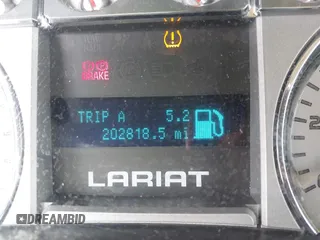 BRAKE
TRIP A 5.2
202818.5 mi
LARIAT
DREAMBID